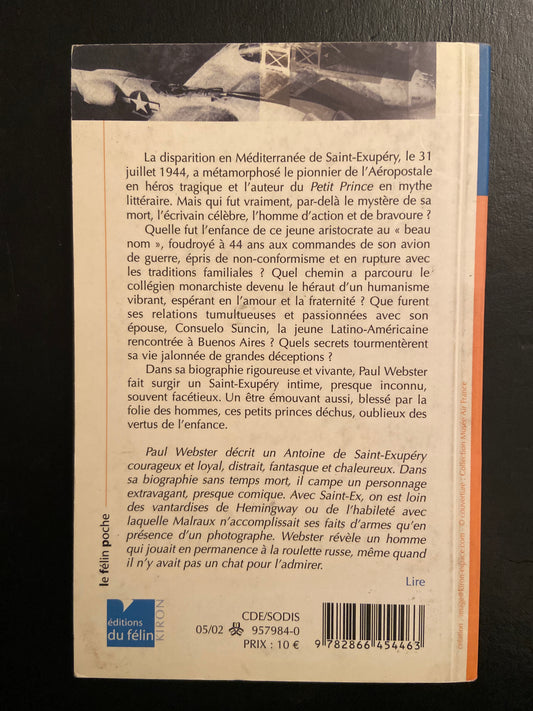 La disparition en Méditerranée de Saint-Exupéry, le 31
juillet 1944, a métamorphosé le pionnier de l'Aéropostale
en héros tragique et l'auteur du Petit Prince en mythe
littéraire. Mais qui fut vraiment, par-delà le mystère de sa
mort, l'écrivain célèbre, l'homme d'action et de bravoure ?
Quelle fut l'enfance de ce jeune aristocrate au « beau
nom », foudroyé à 44 ans aux commandes de son avion
de guerre, épris de non-conformisme et en rupture avec
les traditions familiales ? Quel chemin a parcouru le
collégien monarchiste devenu le héraut d'un humanisme
vibrant, espérant en l'amour et la fraternité ? Que furent
ses relations tumultueuses et passionnées avec son
épouse, Consuelo Suncin, la jeune Latino-Américaine
rencontrée à Buenos Aires ? Quels secrets tourmentèrent
sa vie jalonnée de grandes déceptions ?
Dans sa biographie rigoureuse et vivante, Paul Webster
fait surgir un Saint-Exupéry intime, presque inconnu,
souvent facétieux. Un être émouvant aussi, blessé par la
folie des hommes, ces petits princes déchus, oublieux des
vertus de l'enfance.
Paul Webster décrit un Antoine de Saint-Exupéry
courageux et loyal, distrait, fantasque et chaleureux. Dans
sa biographie sans temps mort, il campe un personnage
extravagant, presque comique. Avec Saint-Ex, on est loin
des vantardises de Hemingway ou de l'habileté avec
laquelle Malraux n'accomplissait ses faits d'armes qu'en
présence d'un photographe. Webster révèle un homme
qui jouait en permanence à la roulette russe, même quand
il n'y avait pas un chat pour l'admirer.
Lire
le félin poche
éditions
du félin
KIRON
CDE/SODIS
05/02 957984-0
PRIX : 10 €
9 782866 454463
création : image@kiron-espace.com - © couverture : Collection Musée Air France